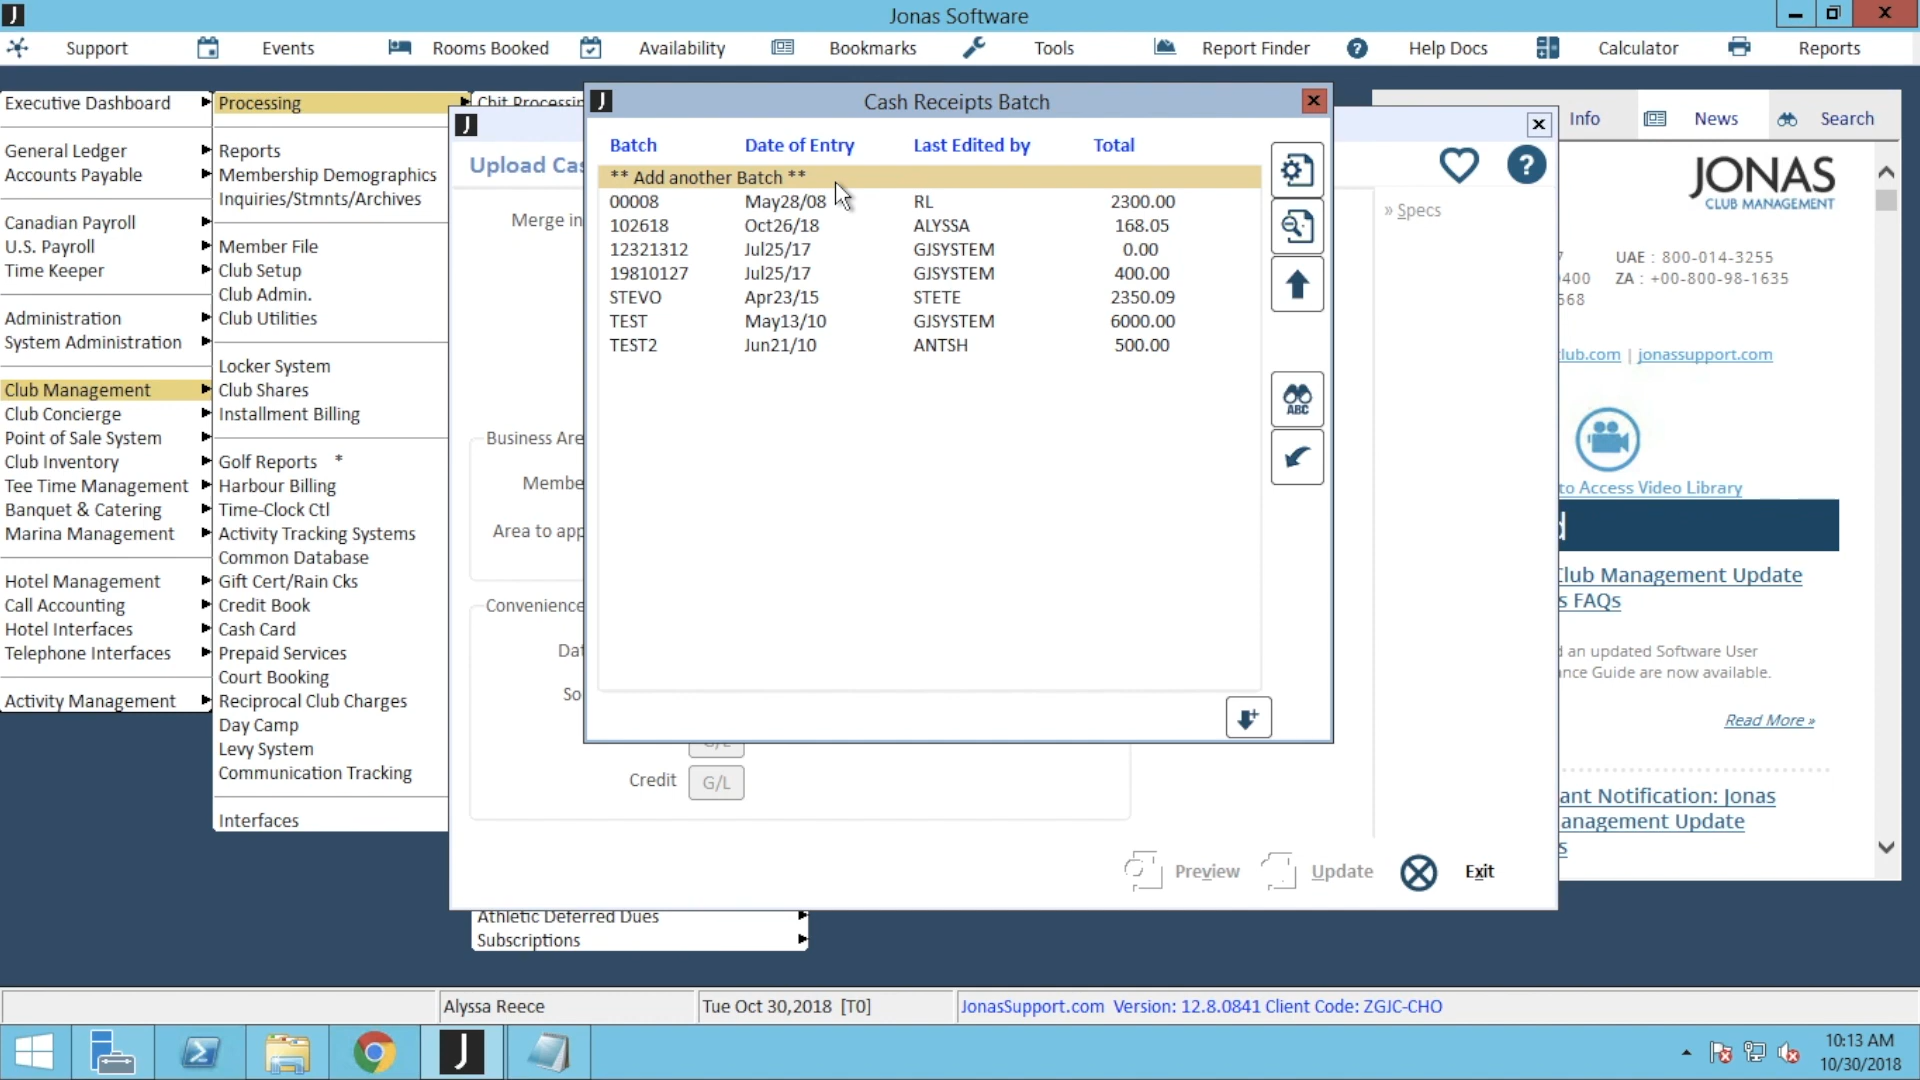 Jonas Software
Support
Events
Rooms Booked
Availability
Bookmarks
Tools
Report Finder
Help Docs
Calculator
Reports
Executive Dashboard
General Ledger
Accounts Payable
Canadian Payroll
U.S. Payroll
Time Keeper
Administration
System Administration
Club Management
Club Concierge
Point of Sale System
Club Inventory
Tee Time Management
Banquet & Catering
Marina Management
Hotel Management
Call Accounting
Hotel Interfaces
Telephone Interfaces
Activity Management
Processing
Reports
Membership Demographics
Inquiries/Stmnts/Archives
Member File
Club Setup
Club Admin.
Club Utilities
Locker System
Club Shares
Installment Billing
Golf Reports *
Harbour Billing
Time-Clock Ctl
Activity Tracking Systems
Common Database
Gift Cert/Rain Cks
Credit Book
Cash Card
Prepaid Services
Court Booking
Reciprocal Club Charges
Day Camp
Levy System
Communication Tracking
Interfaces
Chit Processin
J
Upload Ca
Merge in
Business Are
Membe
Area to app
Convenience
Dat
So
G/L
Credit G/L
» Specs
Preview
Update
Exit
Athletic Deferred Dues
Subscriptions
J
Cash Receipts Batch
Batch Date of Entry Last Edited by Total
** Add another Batch **
00008 May28/08 RL 2300.00
102618 Oct26/18 ALYSSA 168.05
12321312 Jul25/17 GJSYSTEM 0.00
19810127 Jul25/17 GJSYSTEM 400.00
STEVO Apr23/15 STETE 2350.09
TEST May13/10 GJSYSTEM 6000.00
TEST2 Jun21/10 ANTSH 500.00
ABC
Info
News
Search
JONAS
CLUB MANAGEMENT
7 UAE : 800-014-3255
400 ZA : +00-800-98-1635
568
lub.com | jonassupport.com
to Access Video Library
d
Club Management Update
s FAQs
d an updated Software User
nce Guide are now available.
Read More »
ant Notification: Jonas
anagement Update
s
Alyssa Reece
Tue Oct 30,2018 [T0]
JonasSupport.com Version: 12.8.0841 Client Code: ZGJC-CHO
J
10:13 AM
10/30/2018